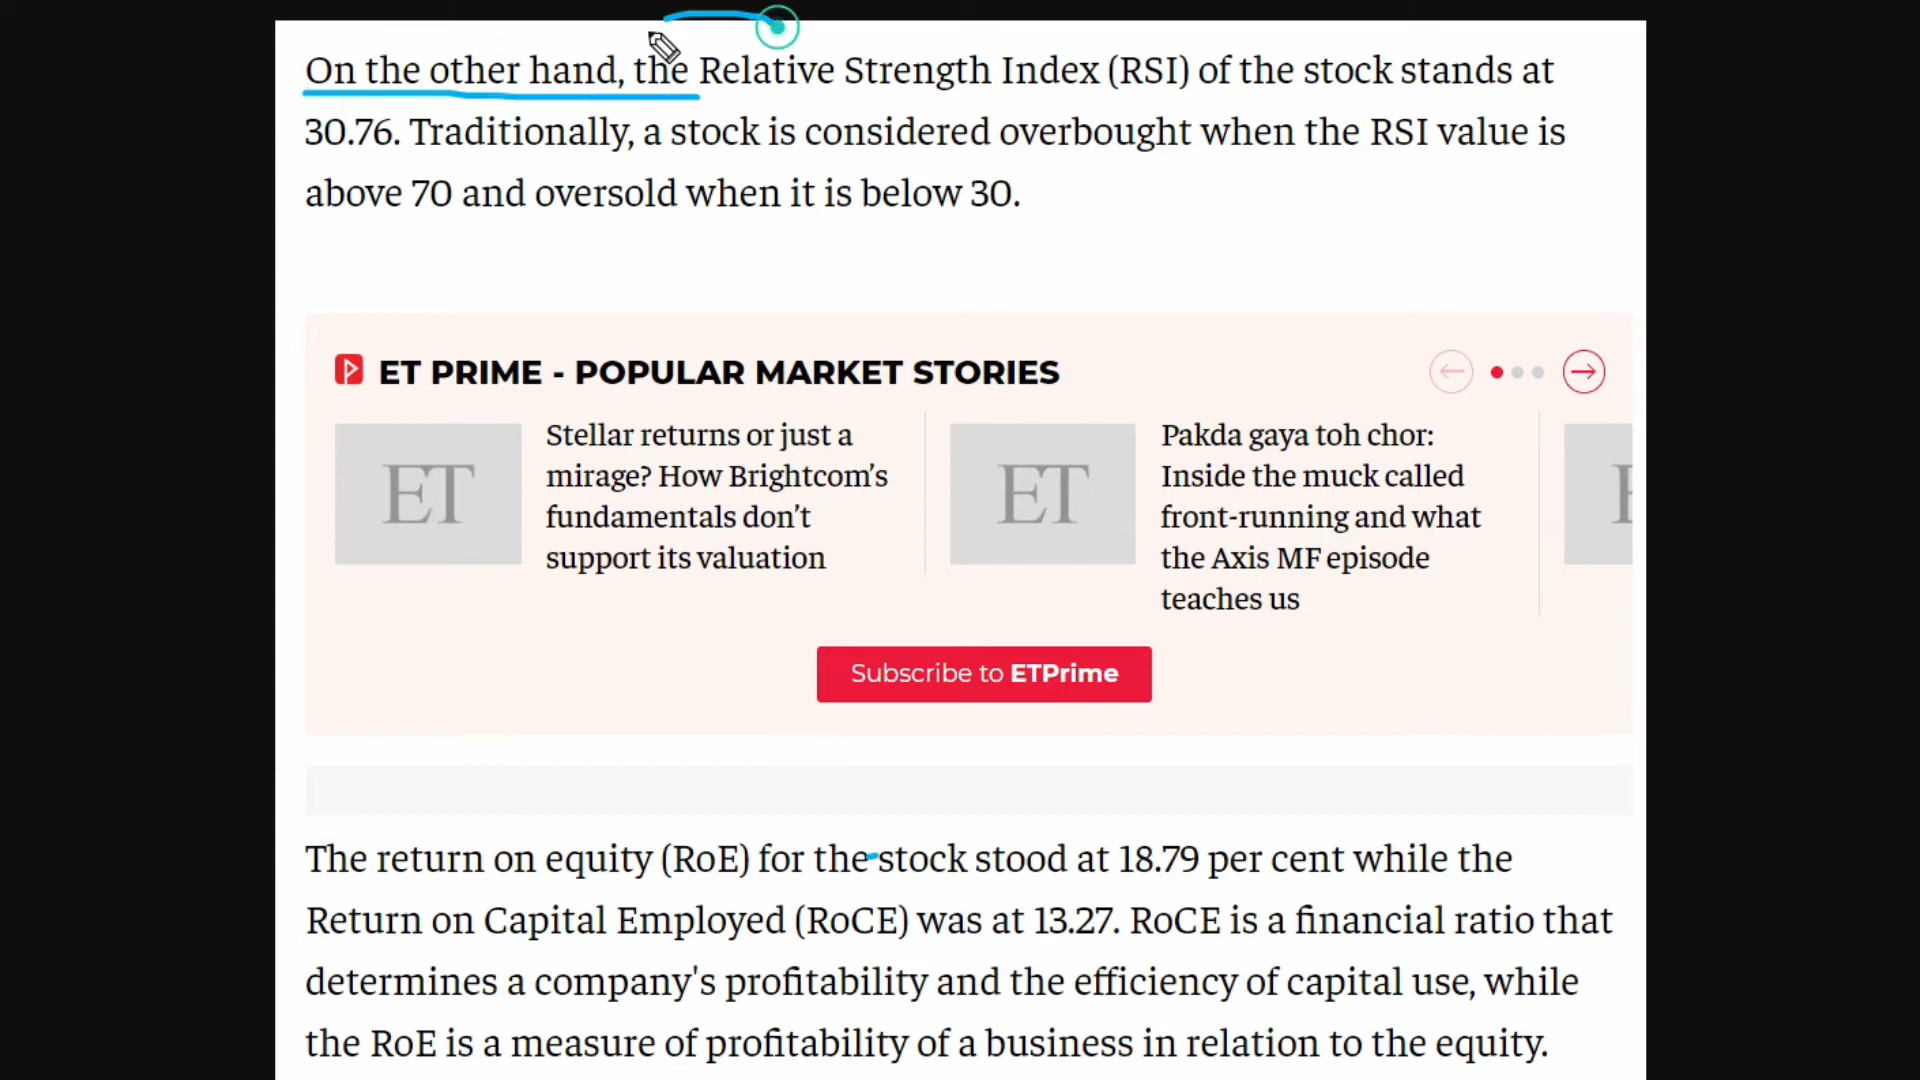 On the other hand, the Relative Strength Index (RSI) of the stock stands at
30.76. Traditionally, a stock is considered overbought when the RSI value is
above 70 and oversold when it is below 30.
ET PRIME - POPULAR MARKET STORIES
ET
Stellar returns or just a
mirage? How Brightcom’s
fundamentals don’t
support its valuation
ET
Pakda gaya toh chor:
Inside the muck called
front-running and what
the Axis MF episode
teaches us
Subscribe to ETPrime
The return on equity (RoE) for the stock stood at 18.79 per cent while the
Return on Capital Employed (RoCE) was at 13.27. RoCE is a financial ratio that
determines a company's profitability and the efficiency of capital use, while
the RoE is a measure of profitability of a business in relation to the equity.